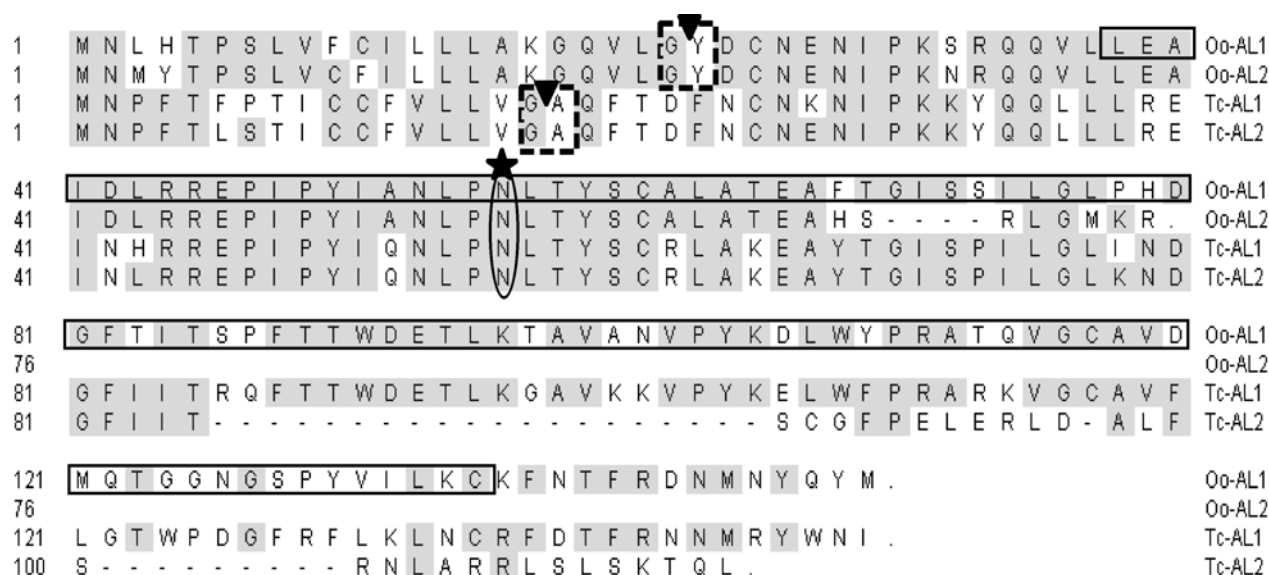 1 M N L H T P S L V F C I L L L A K G Q V L G Y D C N E N I P K S R Q Q V L L E A Oo-AL1
1 M N M Y T P S L V C F I L L L A K G Q V L G Y D C N E N I P K N R Q Q V L L E A Oo-AL2
1 M N P F T F P T I C C F V L L V G A Q F T D F N C N K N I P K K Y Q Q L L L R E Tc-AL1
1 M N P F T L S T I C C F V L L V G A Q F T D F N C N E N I P K K Y Q Q L L L R E Tc-AL2
41 I D L R R E P I P Y I A N L P N L T Y S C A L A T E A F T G I S S I L G L P H D Oo-AL1
41 I D L R R E P I P Y I A N L P N L T Y S C A L A T E A H S - - - - R L G M K R . Oo-AL2
41 I N H R R E P I P Y I Q N L P N L T Y S C R L A K E A Y T G I S P I L G L I N D Tc-AL1
41 I N L R R E P I P Y I Q N L P N L T Y S C R L A K E A Y T G I S P I L G L K N D Tc-AL2
81 G F T I T S P F T T W D E T L K T A V A N V P Y K D L W Y P R A T Q V G C A V D Oo-AL1
76 Oo-AL2
81 G F I I T R Q F T T W D E T L K G A V K K V P Y K E L W F P R A R K V G C A V F Tc-AL1
81 G F I I T - - - - - - - - - - - - - - - - - - - - S C G F P E L E R L D - A L F Tc-AL2
121 M Q T G G N G S P Y V I L K C K F N T F R D N M N Y Q Y M . Oo-AL1
76 Oo-AL2
121 L G T W P D G F R F L K L N C R F D T F R N N M R Y W N I . Tc-AL1
100 S - - - - - - - - - R N L A R R L S L S K T Q L . Tc-AL2